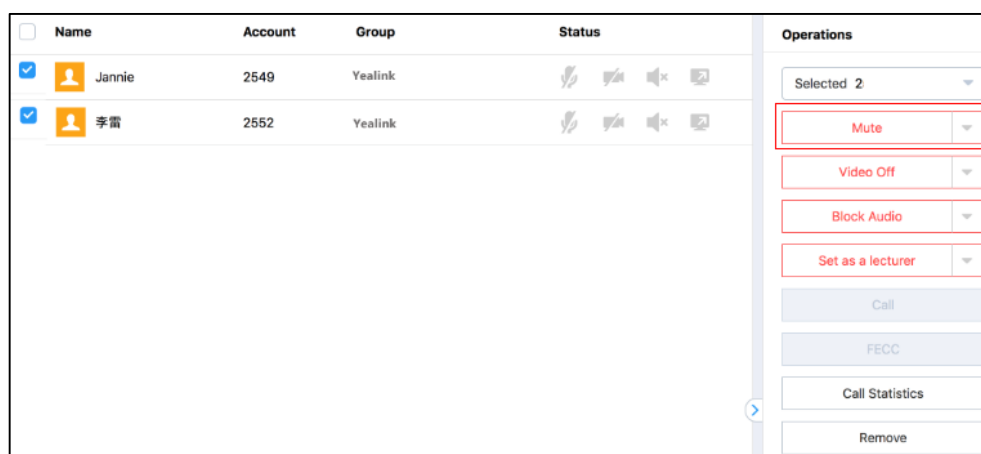 Name Account Group Status
Jannie 2549 Yealink
李雷 2552 Yealink
Operations
Selected 2
Mute
Video Off
Block Audio
Set as a lecturer
Call
FECC
Call Statistics
Remove